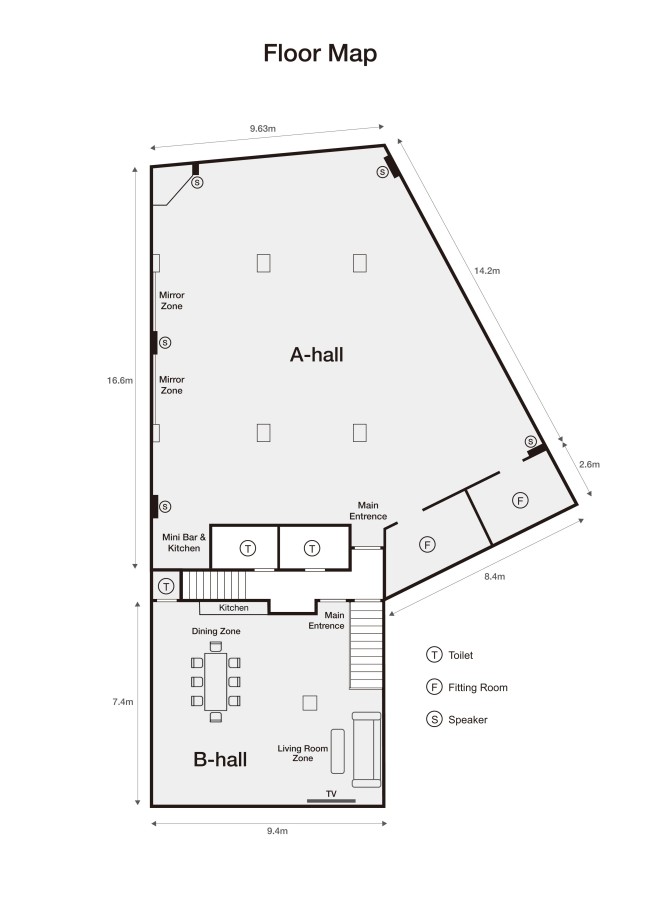 Floor Map
9.63m
S
S
14.2m
Mirror
Zone
S
A-hall
16.6m
Mirror
Zone
S
2.6m
F
S
Main
Entrence
Mini Bar &
Kitchen
T
T
F
8.4m
T
Kitchen
Main
Entrence
Dining Zone
T Toilet
F Fitting Room
S Speaker
7.4m
Living Room
Zone
B-hall
TV
9.4m